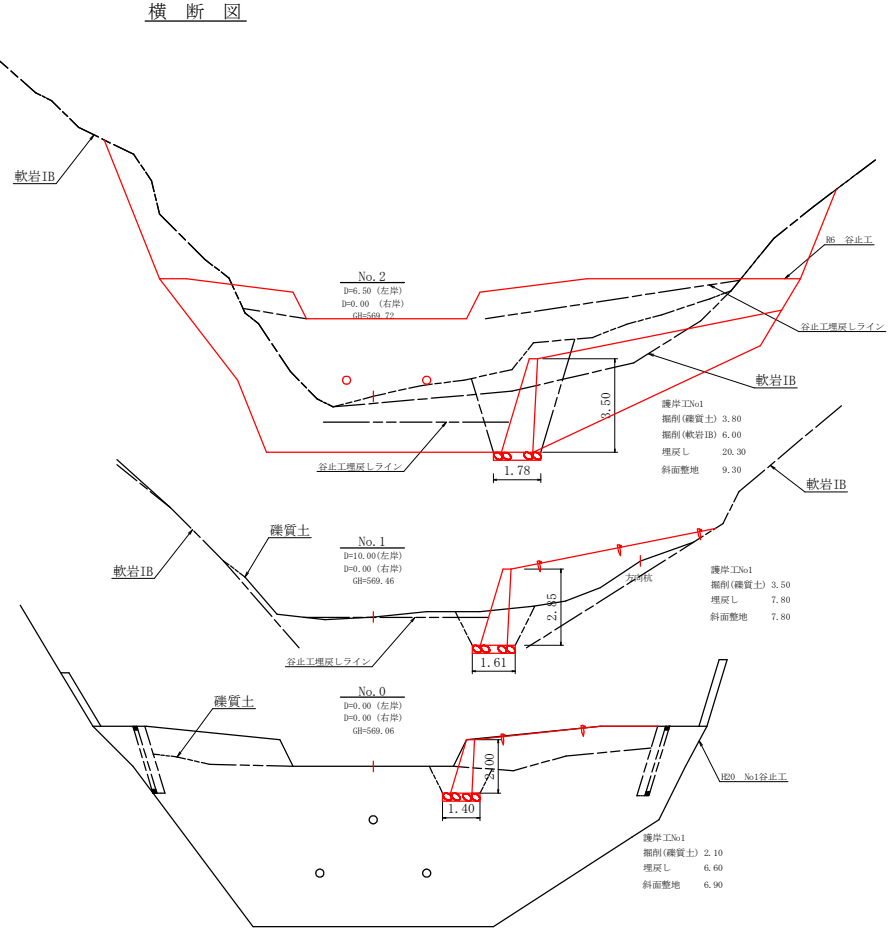 横 断 図
軟岩IB
R6 谷止工
No.2
D=6.50 (左岸)
D=0.00 (右岸)
GH=569.72
谷止工埋戻しライン
軟岩IB
3.50
護岸工No1
掘削(礫質土) 3.80
掘削(軟岩IB) 6.00
埋戻し 20.30
斜面整地 9.30
谷止工埋戻しライン
1.78
軟岩IB
礫質土
No.1
D=10.00(左岸)
D=0.00 (右岸)
GH=569.46
軟岩IB
方向杭
2.85
護岸工No1
掘削(礫質土) 3.50
埋戻し 7.80
斜面整地 7.80
谷止工埋戻しライン
1.61
No.0
D=0.00 (左岸)
D=0.00 (右岸)
GH=569.06
礫質土
2.00
H20 No1谷止工
1.40
護岸工No1
掘削(礫質土) 2.10
埋戻し 6.60
斜面整地 6.90